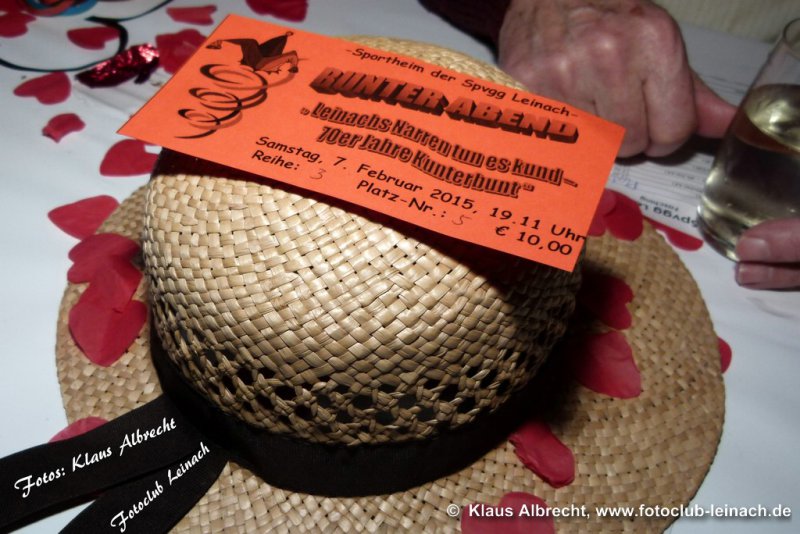 -Sportheim der Spvgg Leinach-
BUNTER ABEND
"Leinachs Narren tun es kund –
70er Jahre Kunterbunt"
Samstag, 7. Februar 2015, 19.11 Uhr
Reihe: 3 Platz-Nr.: 5 € 10,00
Spvgg
Fasching
Fotos: Klaus Albrecht
Fotoclub Leinach
© Klaus Albrecht, www.fotoclub-leinach.de